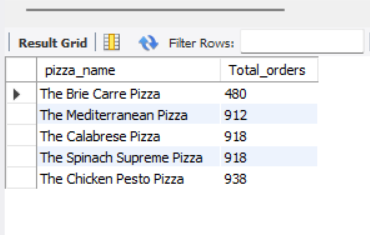 Result Grid Filter Rows:
pizza_name Total_orders
The Brie Carre Pizza 480
The Mediterranean Pizza 912
The Calabrese Pizza 918
The Spinach Supreme Pizza 918
The Chicken Pesto Pizza 938